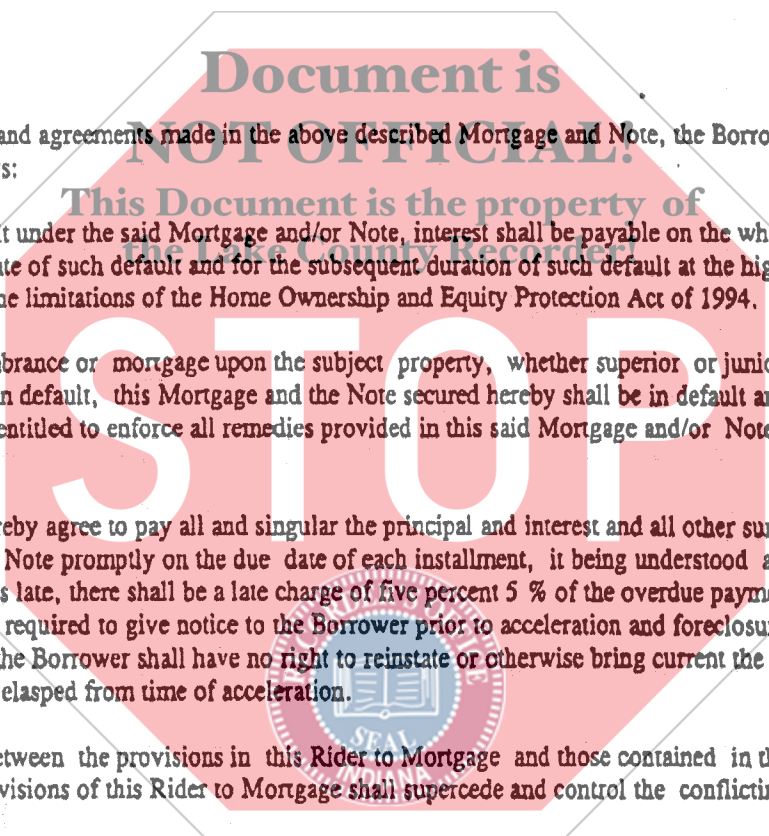 Document is
and agreements made in the above described Mortgage and Note, the Borro
NOT OFFICIAL!
s:
This Document is the property of
t under the said Mortgage and/or Note, interest shall be payable on the wh
the Lake County Recorder!
te of such default and for the subsequent duration of such default at the hig
ne limitations of the Home Ownership and Equity Protection Act of 1994.
brance or mortgage upon the subject property, whether superior or junio
n default, this Mortgage and the Note secured hereby shall be in default a
entitled to enforce all remedies provided in this said Mortgage and/or Note
STOP
reby agree to pay all and singular the principal and interest and all other su
Note promptly on the due date of each installment, it being understood a
s late, there shall be a late charge of five percent 5 % of the overdue payme
required to give notice to the Borrower prior to acceleration and foreclosu
the Borrower shall have no right to reinstate or otherwise bring current the
elasped from time of acceleration.
SEAL
INDIANA
etween the provisions in this Rider to Mortgage and those contained in th
visions of this Rider to Mortgage shall supercede and control the conflictin